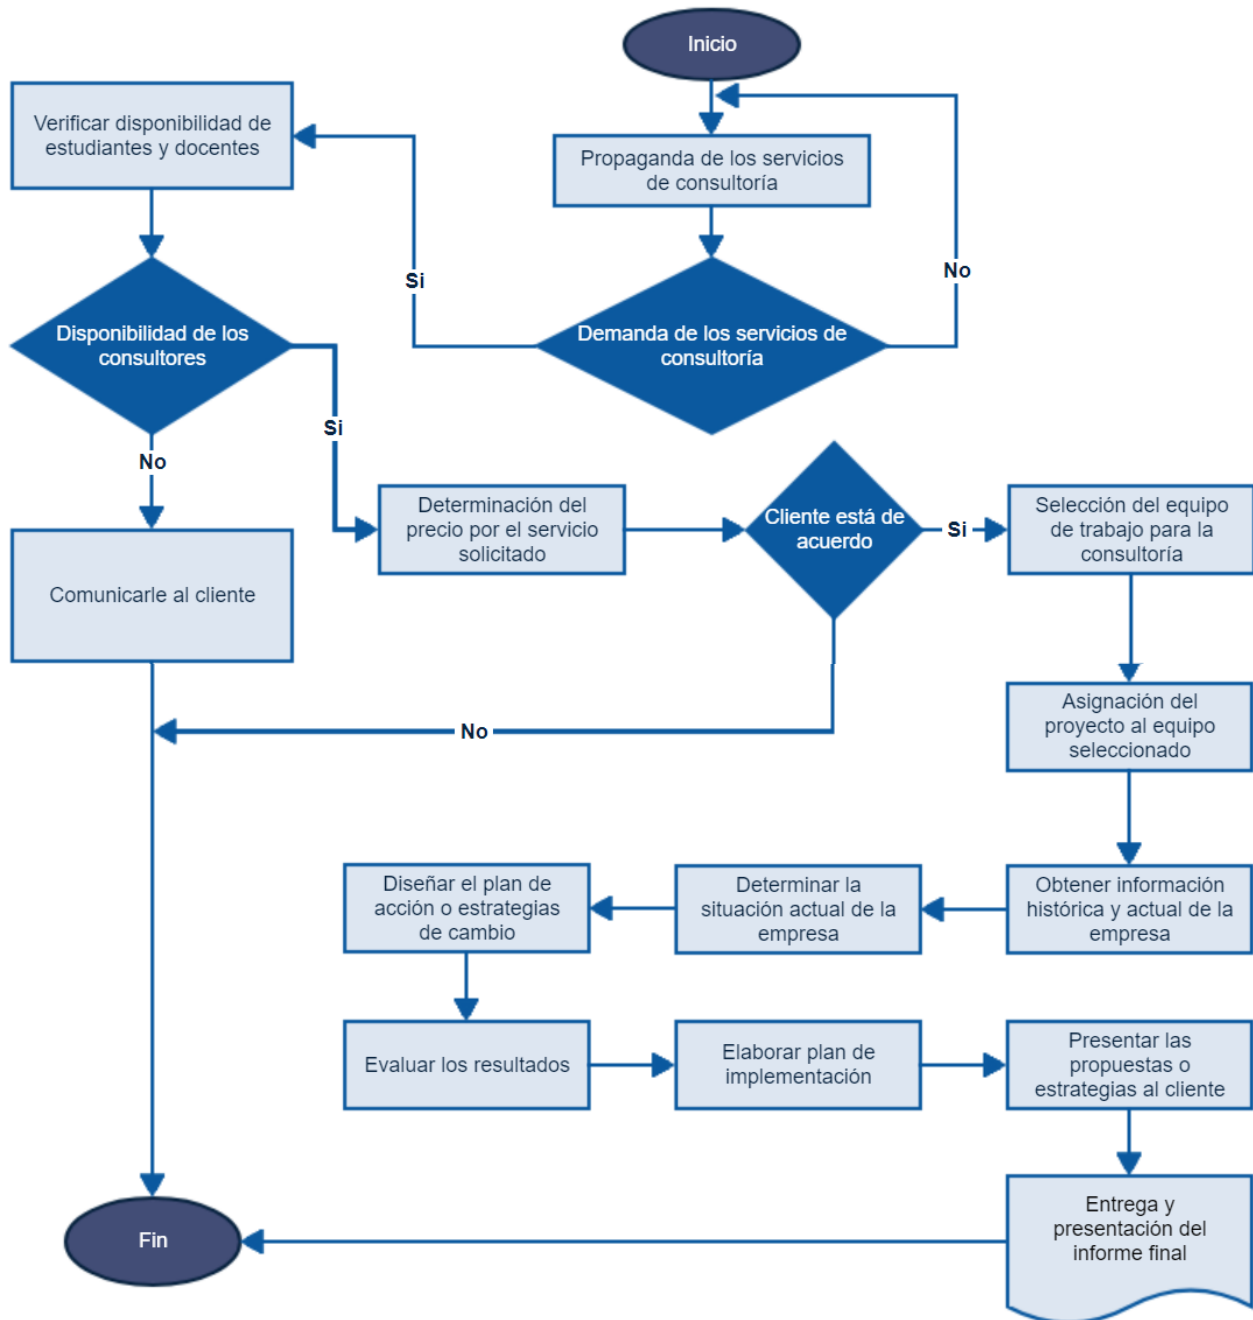 Inicio
Propaganda de los servicios
de consultoría
Demanda de los servicios de
consultoría
No
Si
Verificar disponibilidad de
estudiantes y docentes
Disponibilidad de los
consultores
No
Si
Comunicarle al cliente
Determinación del
precio por el servicio
solicitado
Cliente está de
acuerdo
Si
No
Selección del equipo
de trabajo para la
consultoría
Asignación del
proyecto al equipo
seleccionado
Obtener información
histórica y actual de la
empresa
Determinar la
situación actual de la
empresa
Diseñar el plan de
acción o estrategias
de cambio
Evaluar los resultados
Elaborar plan de
implementación
Presentar las
propuestas o
estrategias al cliente
Entrega y
presentación del
informe final
Fin